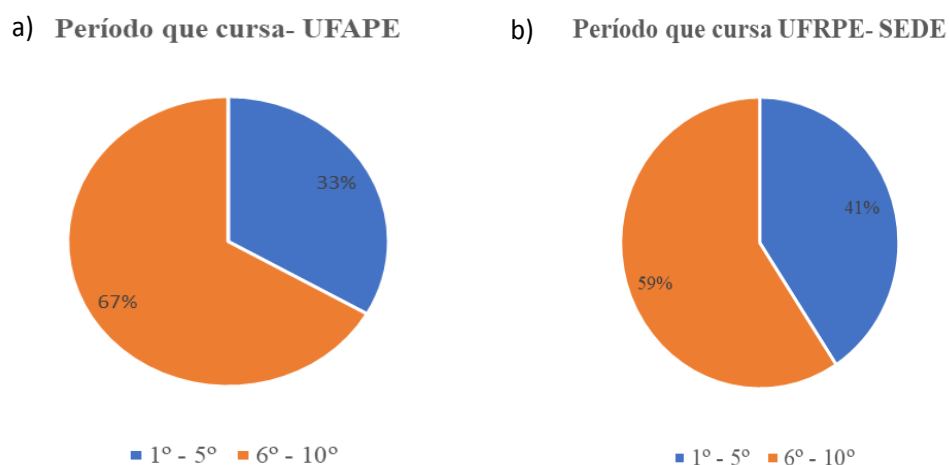 a) Período que cursa- UFAPE
33%
67%
1º - 5º 6º - 10º
b) Período que cursa UFRPE- SEDE
41%
59%
1º - 5º 6º - 10º